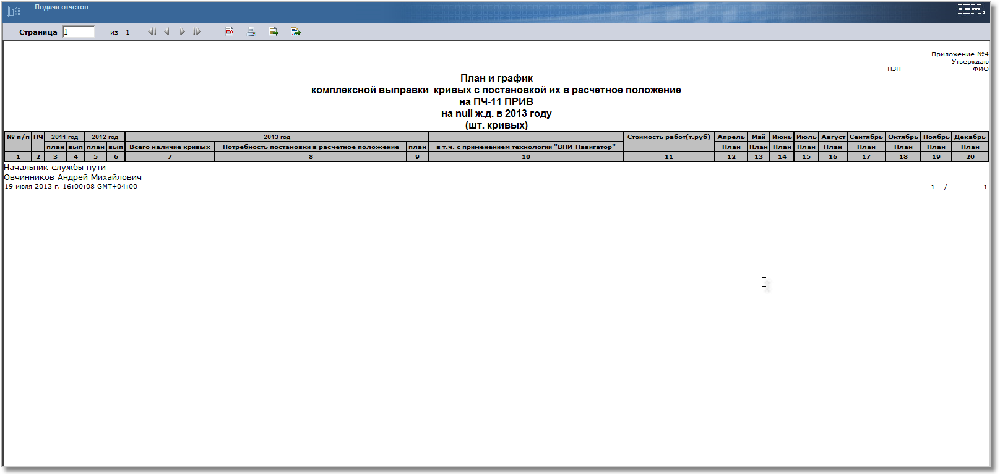 Подача отчетов
IBM.
Страница 1 из 1
TOC
Приложение №4
Утверждаю
НЗП ФИО
План и график
комплексной выправки кривых с постановкой их в расчетное положение
на ПЧ-11 ПРИВ
на null ж.д. в 2013 году
(шт. кривых)
№ п/п ПЧ 2011 год 2012 год 2013 год Стоимость работ(т.руб) Апрель Май Июнь Июль Август Сентябрь Октябрь Ноябрь Декабрь
план вып план вып Всего наличие кривых Потребность постановки в расчетное положение план в т.ч. с применением технологии "ВПИ-Навигатор" План План План План План План План План План
1 2 3 4 5 6 7 8 9 10 11 12 13 14 15 16 17 18 19 20
Начальник службы пути
Овчинников Андрей Михайлович
19 июля 2013 г. 16:00:08 GMT+04:00 1 / 1